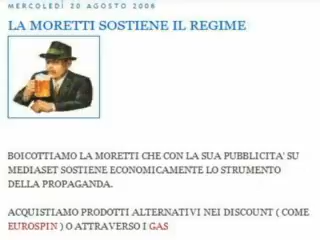 MERCOLEDÌ 20 AGOSTO 2006
LA MORETTI SOSTIENE IL REGIME
BOICOTTIAMO LA MORETTI CHE CON LA SUA PUBBLICITA' SU
MEDIASET SOSTIENE ECONOMICAMENTE LO STRUMENTO
DELLA PROPAGANDA.
ACQUISTIAMO PRODOTTI ALTERNATIVI NEI DISCOUNT ( COME
EUROSPIN ) O ATTRAVERSO I GAS